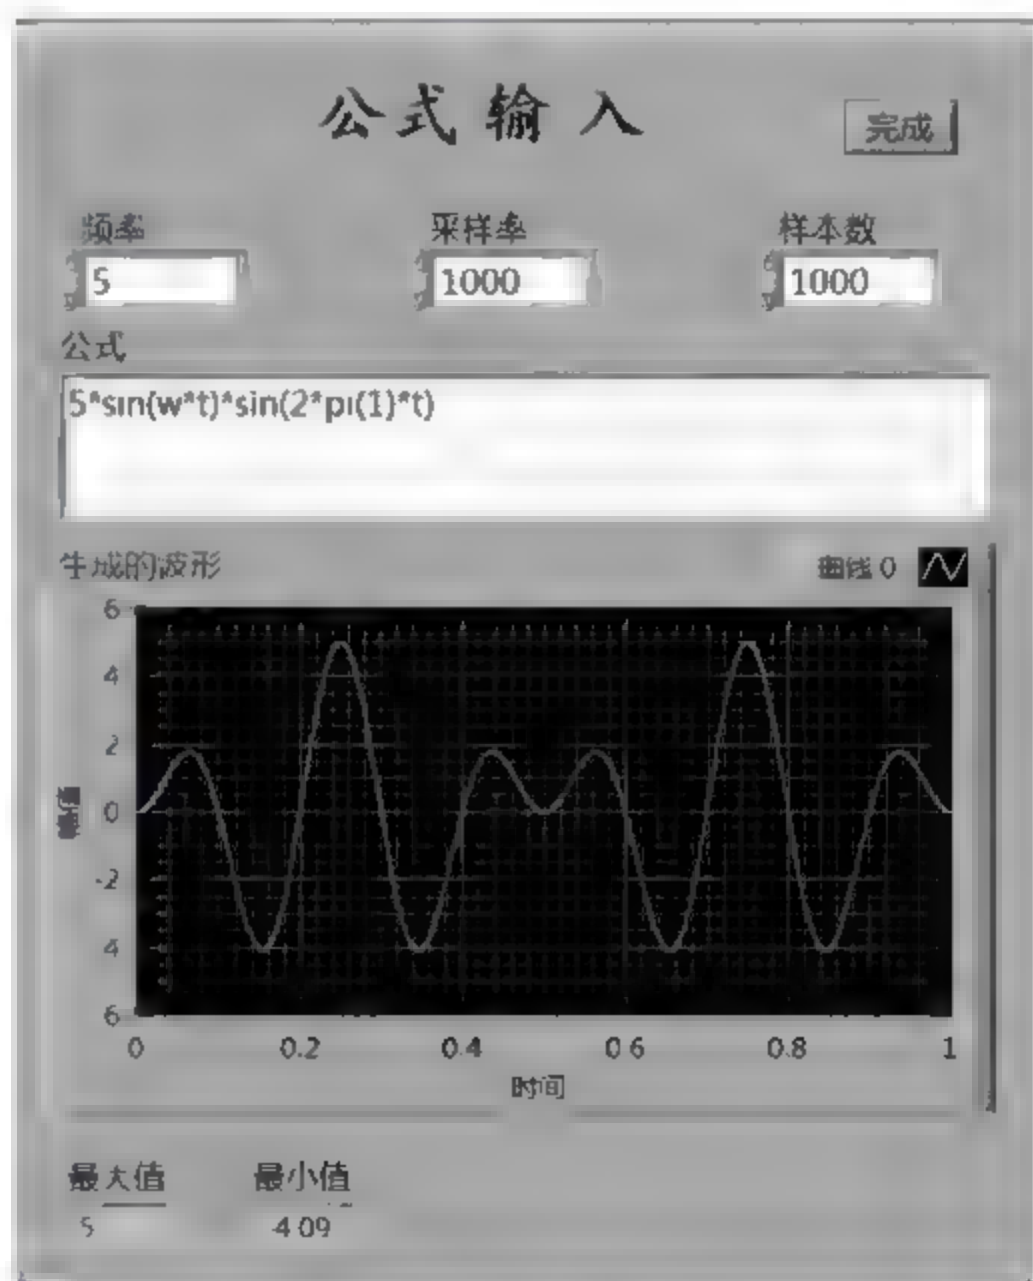 公式输入
完成
频率 采样率 样本数
5 1000 1000
公式
5*sin(w*t)*sin(2*pi(1)*t)
生成的波形 曲线 0
6
4
2
0
-2
4
6
0 0.2 0.4 0 6 0.8 1
时间
最大值 最小值
5 -4 09